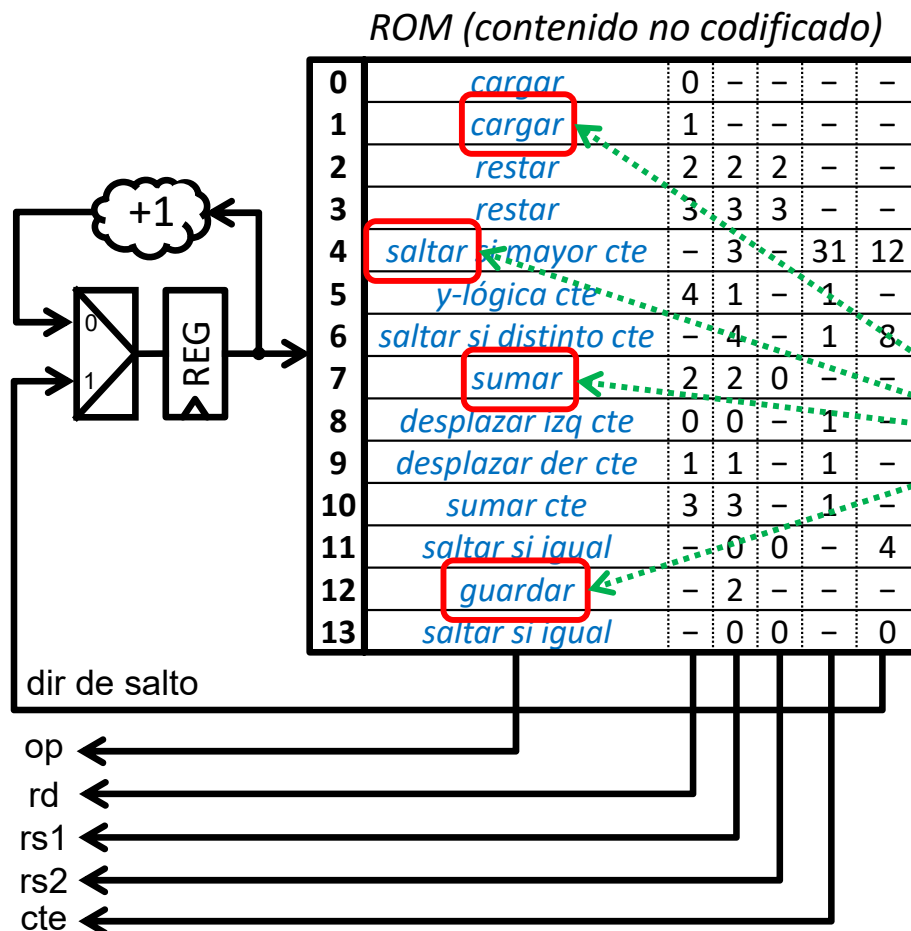 ROM (contenido no codificado)
0 cargar 0 – – – –
1 cargar 1 – – – –
2 restar 2 2 2 – –
3 restar 3 3 3 – –
4 saltar si mayor cte – 3 – 31 12
5 y-lógica cte 4 1 – 1 –
6 saltar si distinto cte – 4 – 1 8
7 sumar 2 2 0 – –
8 desplazar izq cte 0 0 – 1 –
9 desplazar der cte 1 1 – 1 –
10 sumar cte 3 3 – 1 –
11 saltar si igual – 0 0 – 4
12 guardar – 2 – – –
13 saltar si igual – 0 0 – 0
+1
0
1
REG
dir de salto
op
rd
rs1
rs2
cte